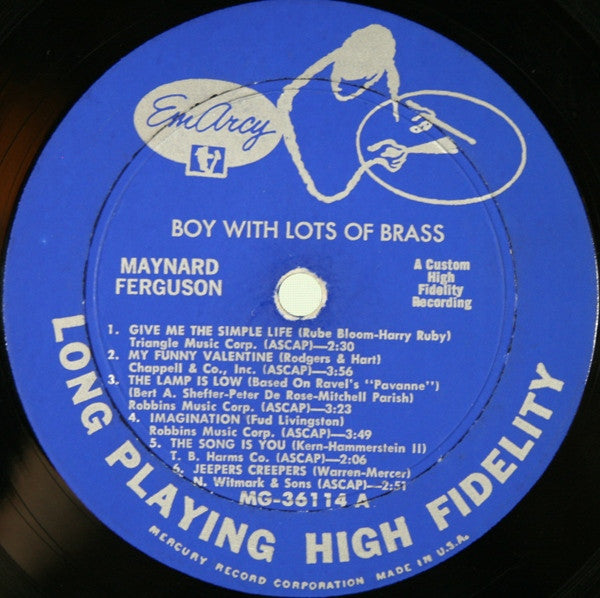 EmArcy
BOY WITH LOTS OF BRASS
MAYNARD
FERGUSON
A Custom
High
Fidelity
Recording
1. GIVE ME THE SIMPLE LIFE (Rube Bloom-Harry Ruby)
Triangle Music Corp. (ASCAP)—2:30
2. MY FUNNY VALENTINE (Rodgers & Hart)
Chappell & Co., Inc. (ASCAP)—3:56
3. THE LAMP IS LOW (Based On Ravel's "Pavanne")
(Bert A. Shefter-Peter De Rose-Mitchell Parish)
Robbins Music Corp. (ASCAP)—3:23
4. IMAGINATION (Fud Livingston)
Robbins Music Corp. (ASCAP)—3:49
5. THE SONG IS YOU (Kern-Hammerstein II)
T. B. Harms Co. (ASCAP)—2:06
6. JEEPERS CREEPERS (Warren-Mercer)
N. Witmark & Sons (ASCAP)—2:51
MG-36114 A
LONG PLAYING HIGH FIDELITY
MERCURY RECORD CORPORATION MADE IN U.S.A.